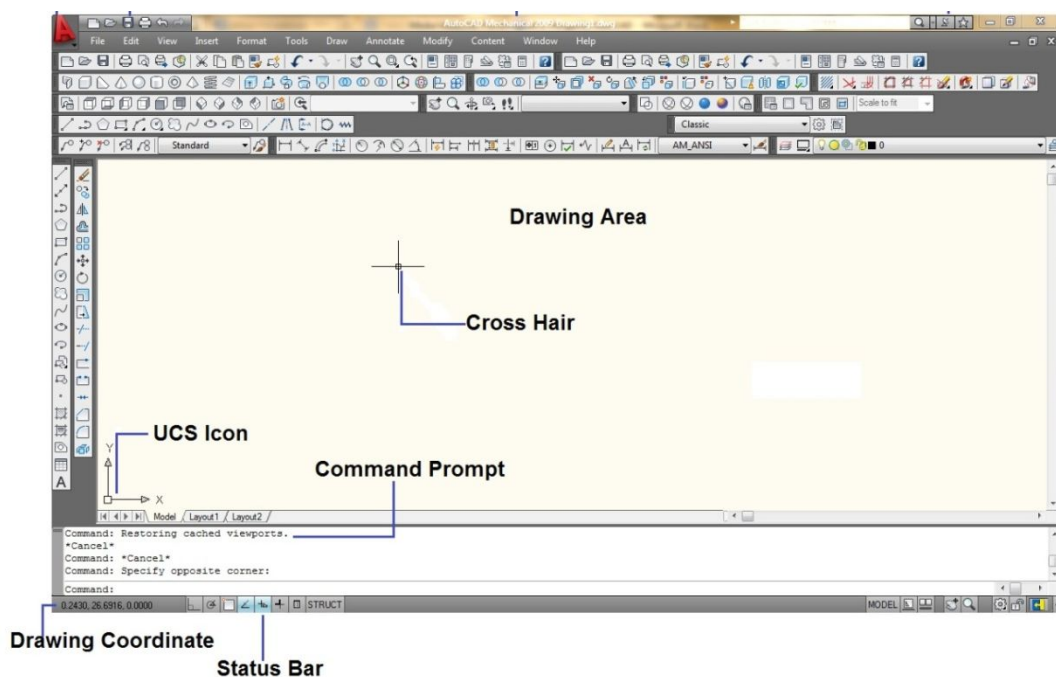 AutoCAD Mechanical 2009 Drawing1.dwg
File Edit View Insert Format Tools Draw Annotate Modify Content Window Help
Scale to fit
Classic
Standard
AM_ANSI
0
Drawing Area
Cross Hair
UCS Icon
Y
Command Prompt
A
X
Model Layout1 Layout2
Command: Restoring cached viewports.
*Cancel*
Command: *Cancel*
Command: Specify opposite corner:
Command:
0.2430, 26.6916, 0.0000 STRUCT MODEL
Drawing Coordinate
Status Bar